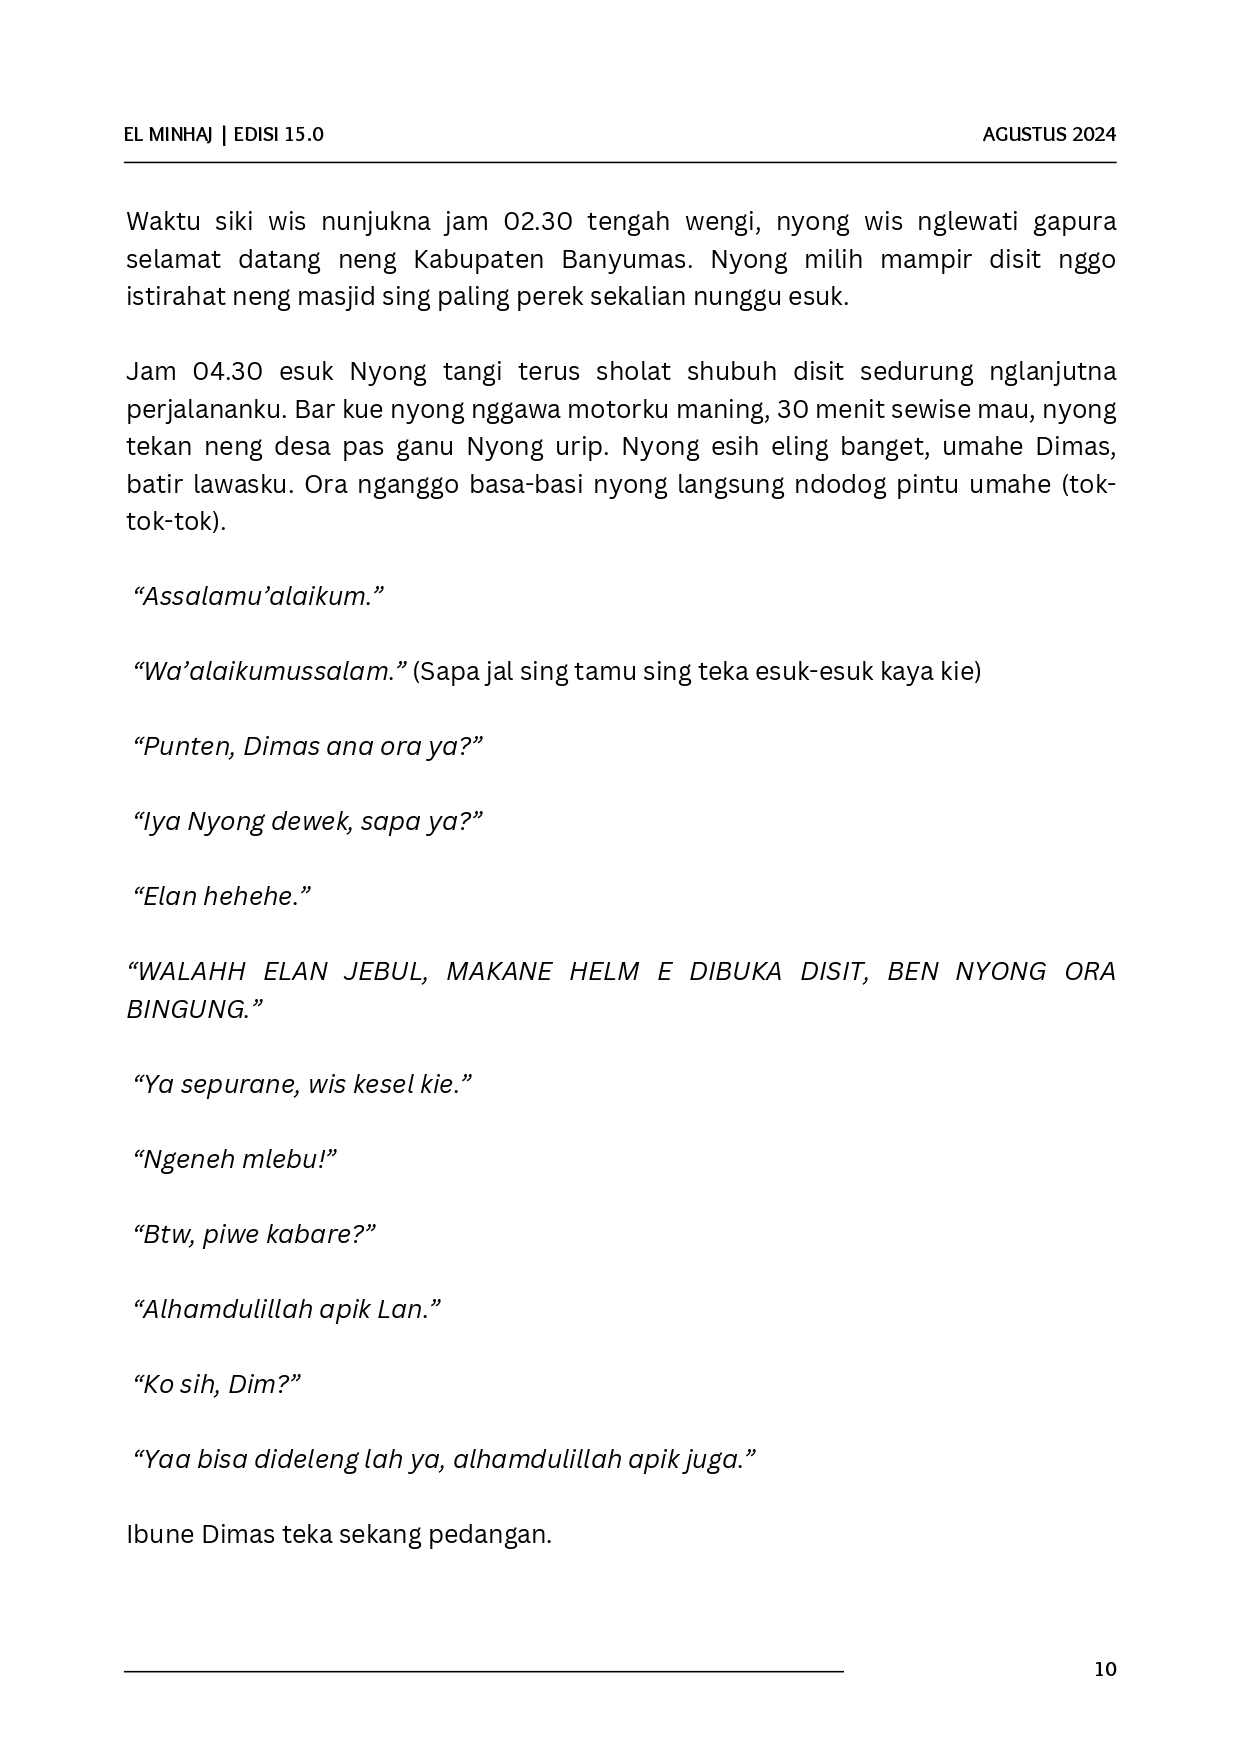 EL MINHAJ | EDISI 15.0
AGUSTUS 2024
Waktu siki wis nunjukna jam 02.30 tengah wengi, nyong wis nglewati gapura
selamat datang neng Kabupaten Banyumas. Nyong milih mampir disit nggo
istirahat neng masjid sing paling perek sekalian nunggu esuk.
Jam 04.30 esuk Nyong tangi terus sholat shubuh disit sedurung nglanjutna
perjalananku. Bar kue nyong nggawa motorku maning, 30 menit sewise mau, nyong
tekan neng desa pas ganu Nyong urip. Nyong esih eling banget, umahe Dimas,
batir lawasku. Ora nganggo basa-basi nyong langsung ndodog pintu umahe (tok-
tok-tok).
“Assalamu’alaikum.”
“Wa’alaikumussalam.” (Sapa jal sing tamu sing teka esuk-esuk kaya kie)
“Punten, Dimas ana ora ya?”
“Iya Nyong dewek, sapa ya?”
“Elan hehehe.”
“WALAHH ELAN JEBUL, MAKANE HELM E DIBUKA DISIT, BEN NYONG ORA
BINGUNG.”
“Ya sepurane, wis kesel kie.”
“Ngeneh mlebu!”
“Btw, piwe kabare?”
“Alhamdulillah apik Lan.”
“Ko sih, Dim?”
“Yaa bisa dideleng lah ya, alhamdulillah apik juga.”
Ibune Dimas teka sekang pedangan.
10